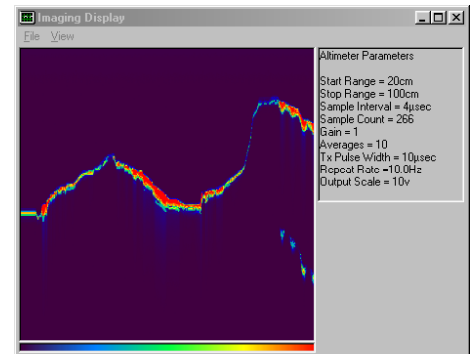 Imaging Display
File View
Altimeter Parameters
Start Range = 20cm
Stop Range = 100cm
Sample Interval = 4µsec
Sample Count = 266
Gain = 1
Averages = 10
Tx Pulse Width = 10µsec
Repeat Rate =10.0Hz
Output Scale = 10v